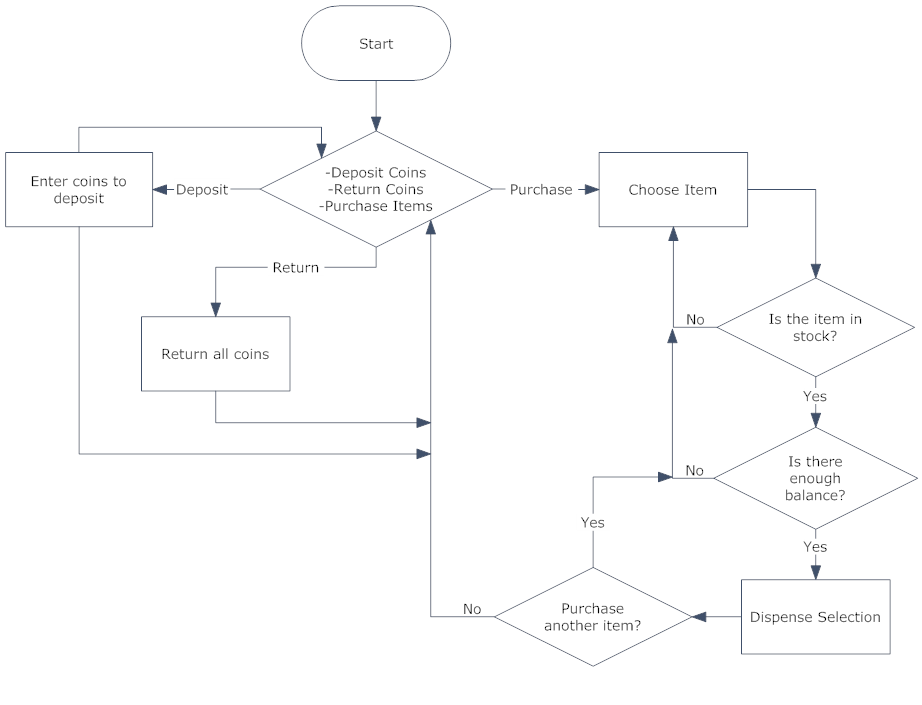 Start
-Deposit Coins
-Return Coins
-Purchase Items
Enter coins to
deposit
Deposit
Purchase
Choose Item
Return
Return all coins
No
Is the item in
stock?
Yes
No
Is there
enough
balance?
Yes
Yes
No
Purchase
another item?
Dispense Selection